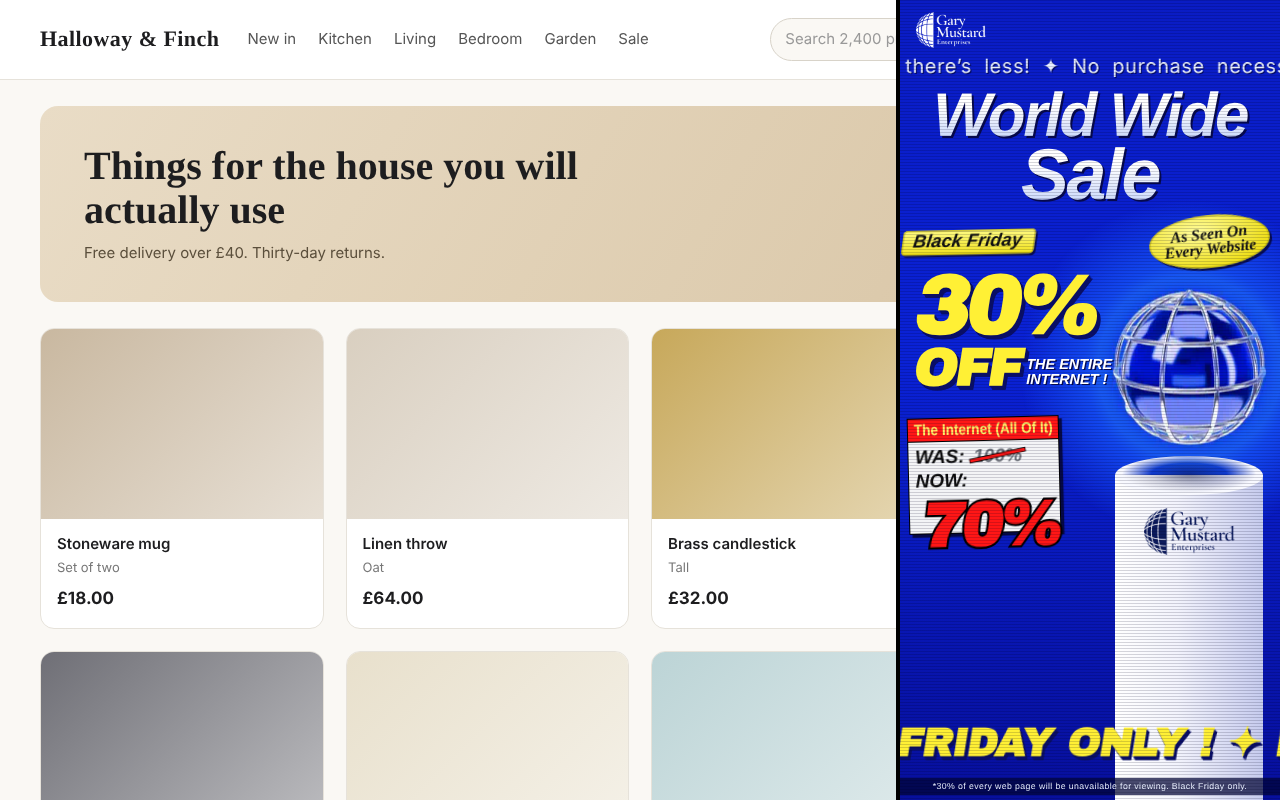 Halloway & Finch
New in
Kitchen
Living
Bedroom
Garden
Sale
Search 2,400 p
Things for the house you will
actually use
Free delivery over £40. Thirty-day returns.
Stoneware mug
Set of two
£18.00
Linen throw
Oat
£64.00
Brass candlestick
Tall
£32.00
Gary
Mustard
Enterprises
there's less! ✦ No purchase necess
World Wide
Sale
Black Friday
As Seen On
Every Website
30%
OFF
THE ENTIRE
INTERNET !
The Internet (All Of It)
WAS: 100%
NOW:
70%
Gary
Mustard
Enterprises
FRIDAY ONLY ! ✦
*30% of every web page will be unavailable for viewing. Black Friday only.